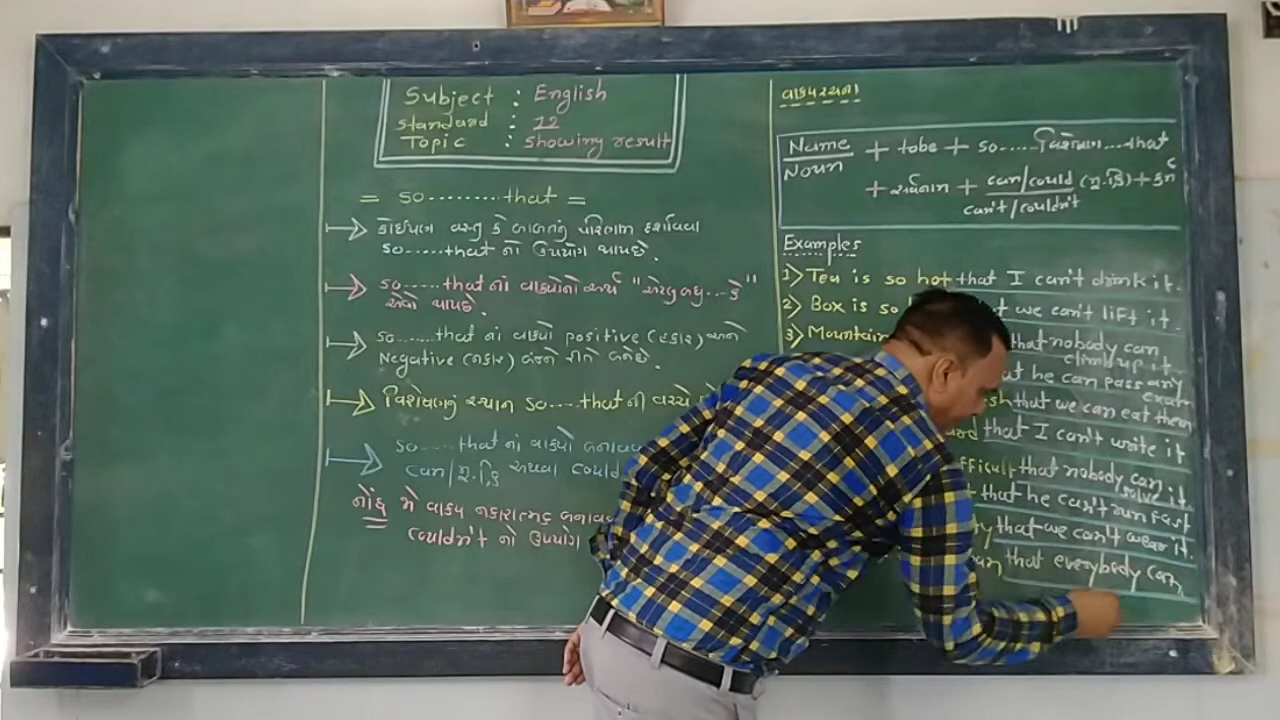 Subject : English
Standard : 12
Topic : Showing result
= so.........that =
કોઈપણ વસ્તુ કે બાબતનું પરિણામ દર્શાવવા
so......that નો ઉપયોગ થાય છે.
so......that નાં વાક્યોનો અર્થ "એટલુ બધુ...કે"
એવો થાય છે.
so.......that નાં વાક્યો positive (હકાર) અને
Negative (નકાર) બંને રીતે બને છે.
વિશેષણનું સ્થાન so....that ની વચ્ચે
so.....that નાં વાક્યો
can/મૂ.ક્રિ અથવા could
નોંધ જો વાક્ય નકારાત્મક
couldn't નો ઉપયોગ
વાક્યરચના
Name
Noun + tobe + so.....વિશેષણ....that
+ સર્વનામ + can/could (મૂ.ક્રિ) + કર્મ
can't/couldn't
Examples
1) Tea is so hot that I can't drink it.
2) Box is so we can't lift it.
3) Mountain that nobody can
climb up it.
he can pass any
exam
that we can eat them
that I can't write it
that nobody can
solve it.
that he can't run fast
that we can't wear it.
that everybody can